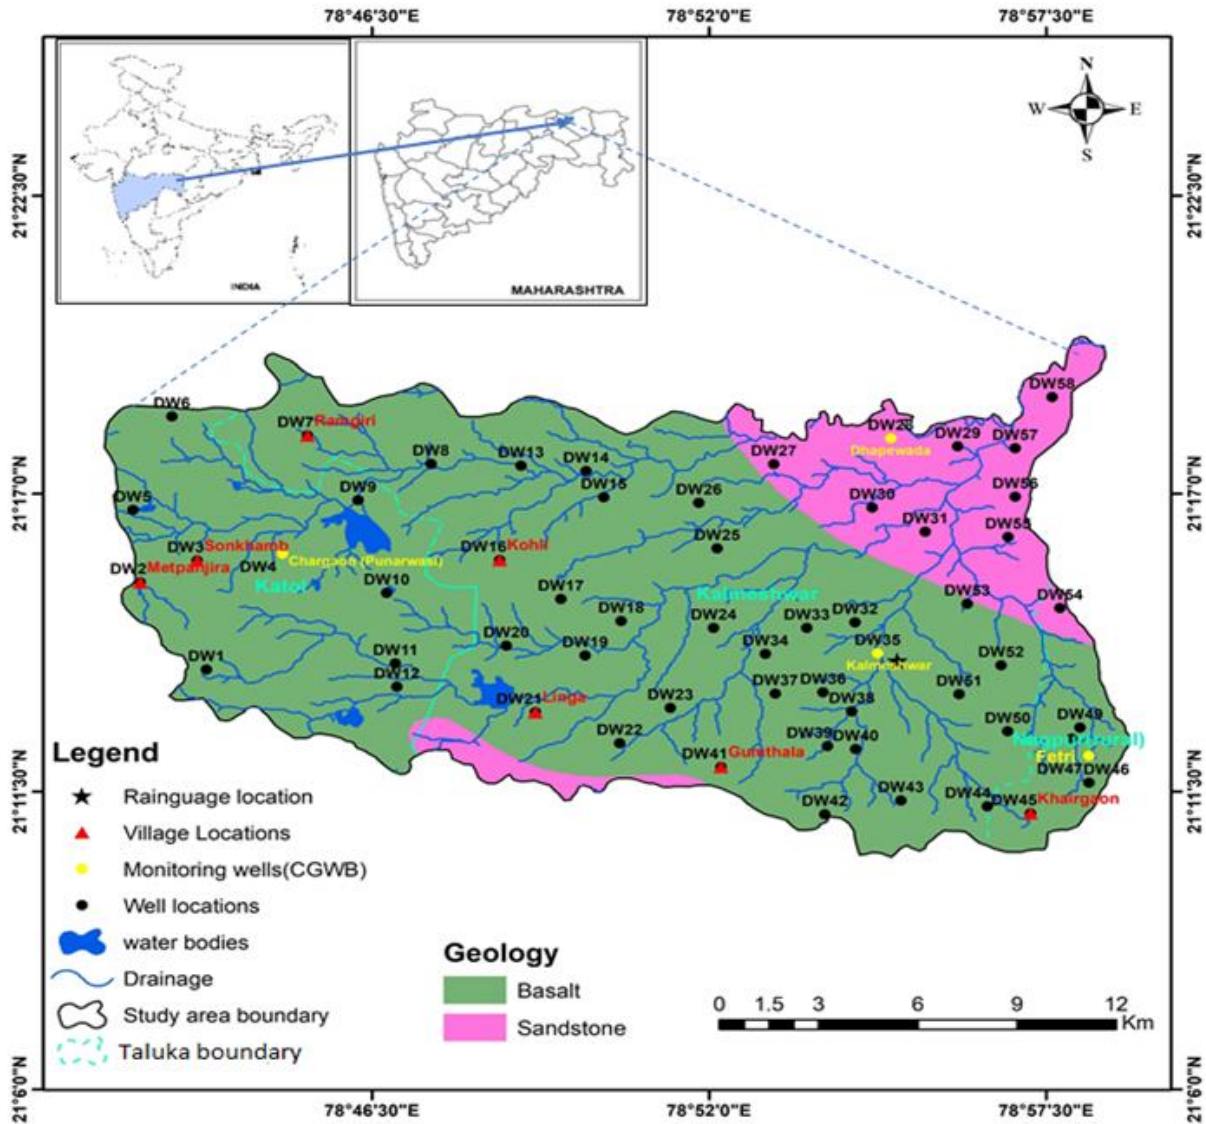 78°46'30"E 78°52'0"E 78°57'30"E
N
W E
S
21°22'30"N 21°22'30"N
INDIA
MAHARASHTRA
DW58
DW6
DW7 Ramgiri
DW28
Dhapewada
DW29 DW57
DW8 DW13 DW14 DW27
DW9 DW15 DW26 DW30 DW56
21°17'0"N 21°17'0"N
DW5
DW31 DW55
DW25
DW3 Sonkhamb
DW16 Kohli
DW4 Chargaon (Punarwasi)
DW2 Metpanjira
Katol
DW10
DW17
Kalmeshwar
DW53 DW54
DW18 DW24 DW33 DW32
DW20 DW19 DW34 DW35
Kalmeshwar
DW52
DW1 DW11
DW12
DW37 DW36 DW51
DW21 Linga
DW23 DW38
DW22 DW39 DW40 DW50 DW49
Nagpur(rural)
DW41 Gumthala
Fetri
DW47 DW46
DW42 DW43 DW44 DW45 Khairgaon
21°11'30"N 21°11'30"N
Legend
Rainguage location
Village Locations
Monitoring wells(CGWB)
Well locations
water bodies
Drainage
Study area boundary
Taluka boundary
Geology
Basalt
Sandstone
0 1.5 3 6 9 12
Km
21°6'0"N 21°6'0"N
78°46'30"E 78°52'0"E 78°57'30"E